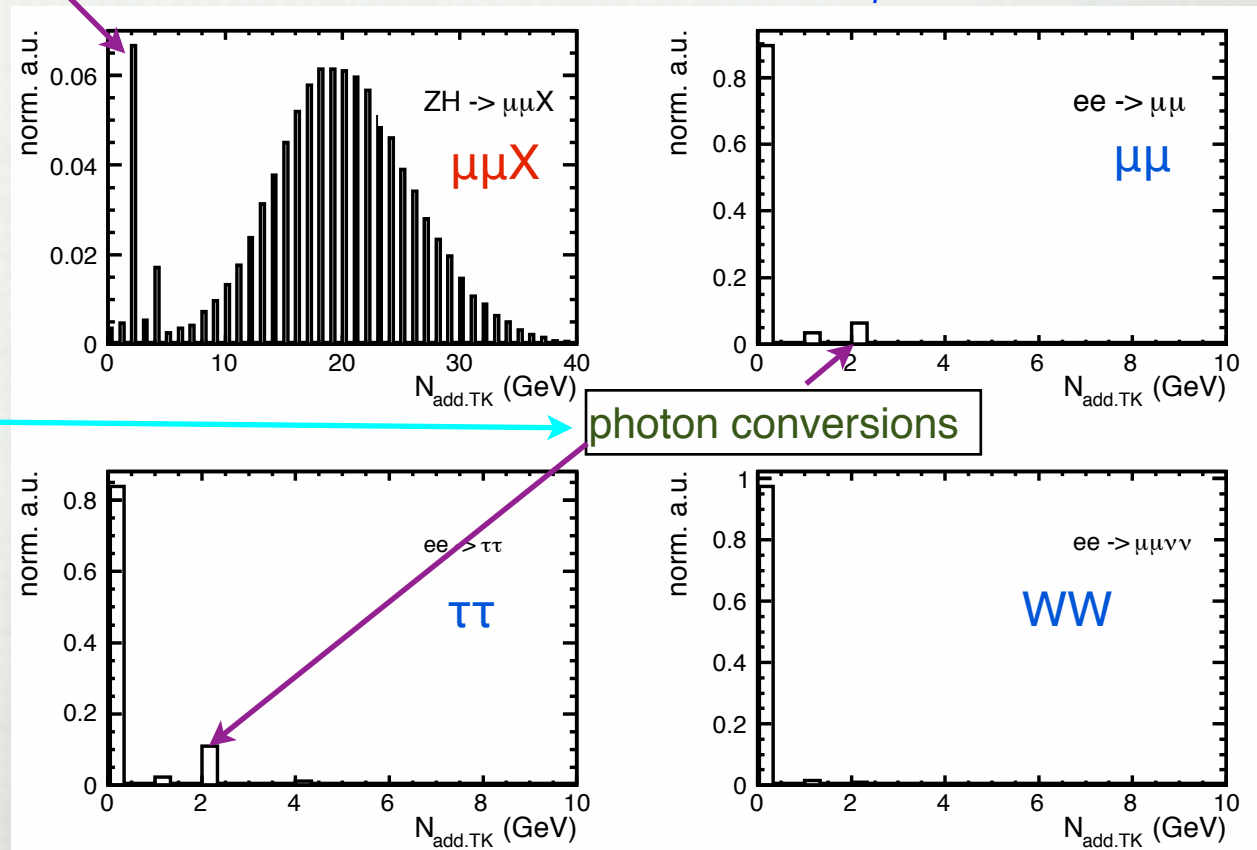 norm. a.u.
0.06
0.04
0.02
0
ZH -> μμX
μμX
0 10 20 30 40
N_add.TK (GeV)
norm. a.u.
0.8
0.6
0.4
0.2
0
ee -> μμ
μμ
0 2 4 6 8 10
N_add.TK (GeV)
photon conversions
norm. a.u.
0.8
0.6
0.4
0.2
0
ee -> ττ
ττ
0 2 4 6 8 10
N_add.TK (GeV)
norm. a.u.
1
0.8
0.6
0.4
0.2
0
ee -> μμνν
WW
0 2 4 6 8 10
N_add.TK (GeV)